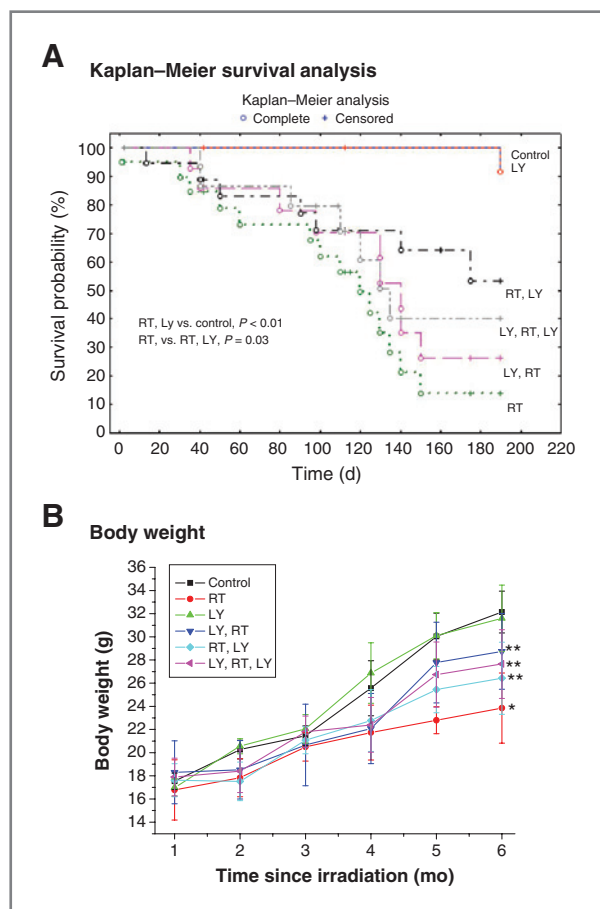 A Kaplan–Meier survival analysis
Kaplan–Meier analysis
Complete + Censored
Survival probability (%)
100
90
80
70
60
50
40
30
20
10
0
Control
LY
RT, LY
LY, RT, LY
LY, RT
RT
RT, Ly vs. control, P < 0.01
RT, vs. RT, LY, P = 0.03
0 20 40 60 80 100 120 140 160 180 200 220
Time (d)
B Body weight
Body weight (g)
36
34
32
30
28
26
24
22
20
18
16
14
Control
RT
LY
LY, RT
RT, LY
LY, RT, LY
**
**
**
*
1 2 3 4 5 6
Time since irradiation (mo)